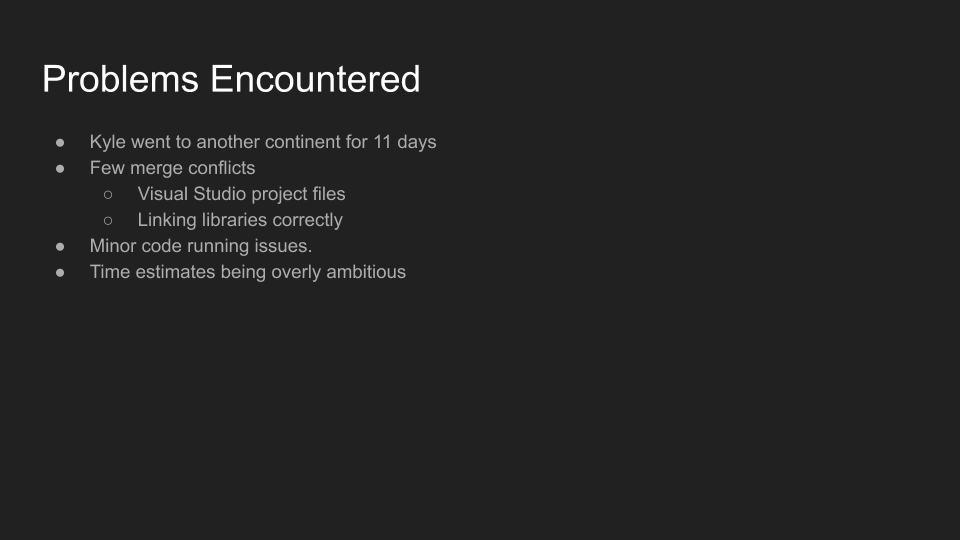 Problems Encountered
● Kyle went to another continent for 11 days
● Few merge conflicts
○ Visual Studio project files
○ Linking libraries correctly
● Minor code running issues.
● Time estimates being overly ambitious